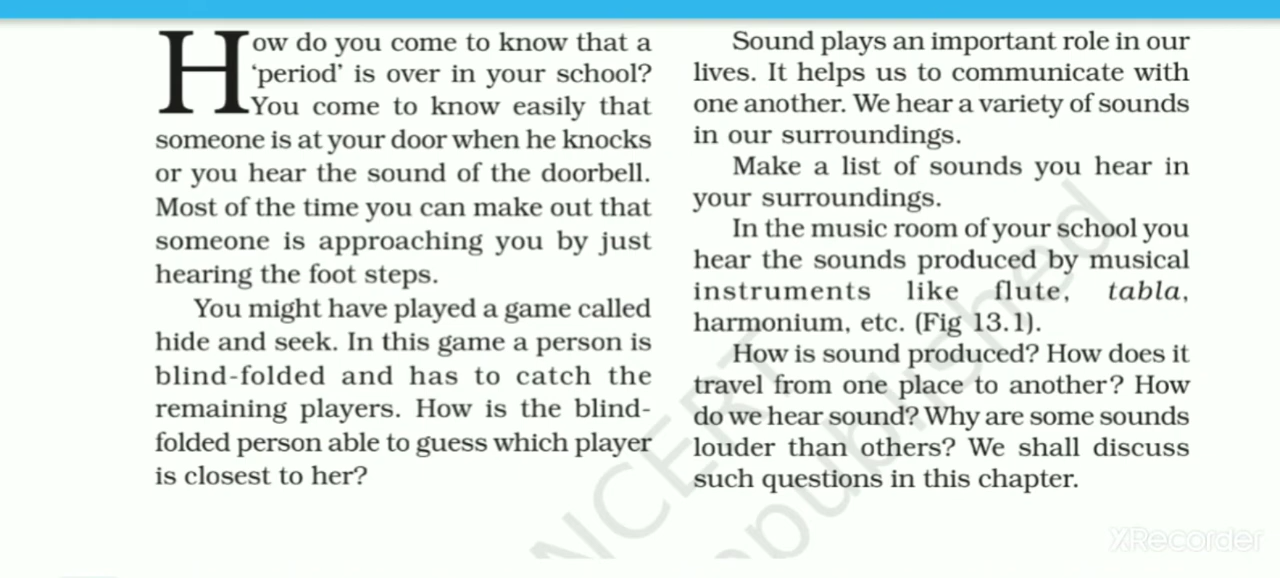 How do you come to know that a
'period' is over in your school?
You come to know easily that
someone is at your door when he knocks
or you hear the sound of the doorbell.
Most of the time you can make out that
someone is approaching you by just
hearing the foot steps.
You might have played a game called
hide and seek. In this game a person is
blind-folded and has to catch the
remaining players. How is the blind-
folded person able to guess which player
is closest to her?
Sound plays an important role in our
lives. It helps us to communicate with
one another. We hear a variety of sounds
in our surroundings.
Make a list of sounds you hear in
your surroundings.
In the music room of your school you
hear the sounds produced by musical
instruments like flute, tabla,
harmonium, etc. (Fig 13.1).
How is sound produced? How does it
travel from one place to another? How
do we hear sound? Why are some sounds
louder than others? We shall discuss
such questions in this chapter.
NCERT
published
XRecorder